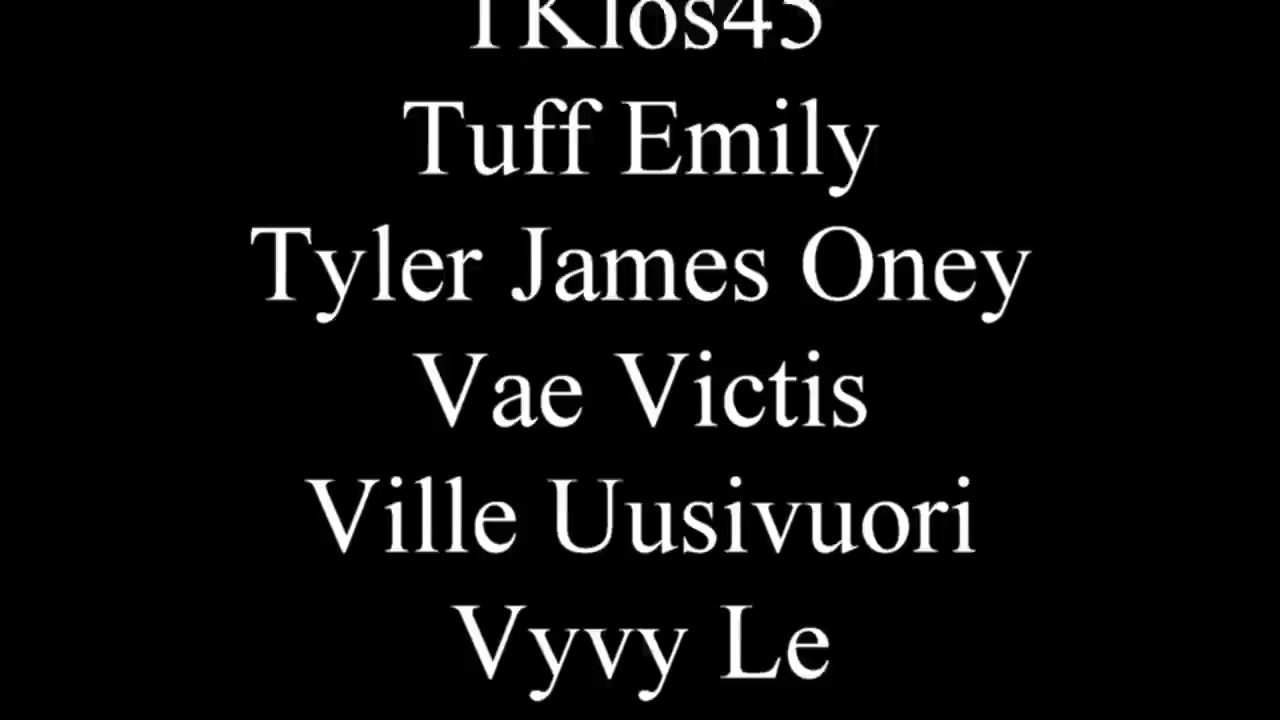 Tuff Emily
Tyler James Oney
Vae Victis
Ville Uusivuori
Vyvy Le